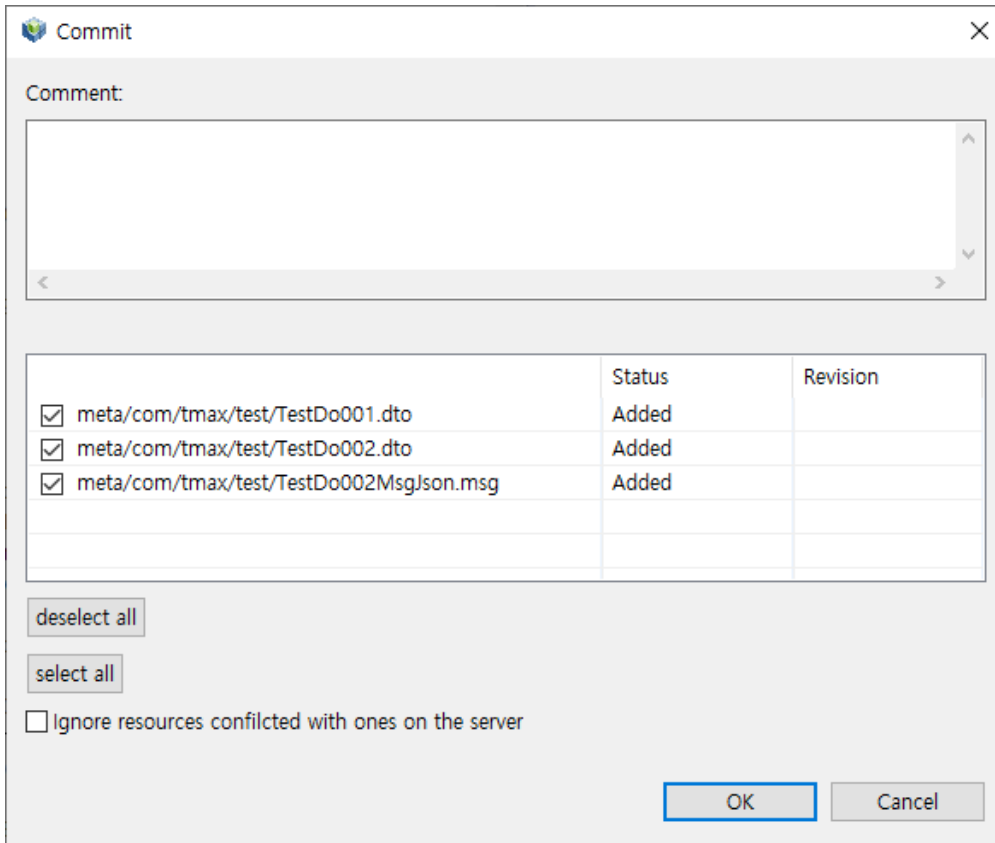 Commit
Comment:
Status Revision
meta/com/tmax/test/TestDo001.dto Added
meta/com/tmax/test/TestDo002.dto Added
meta/com/tmax/test/TestDo002MsgJson.msg Added
deselect all
select all
Ignore resources confilcted with ones on the server
OK Cancel